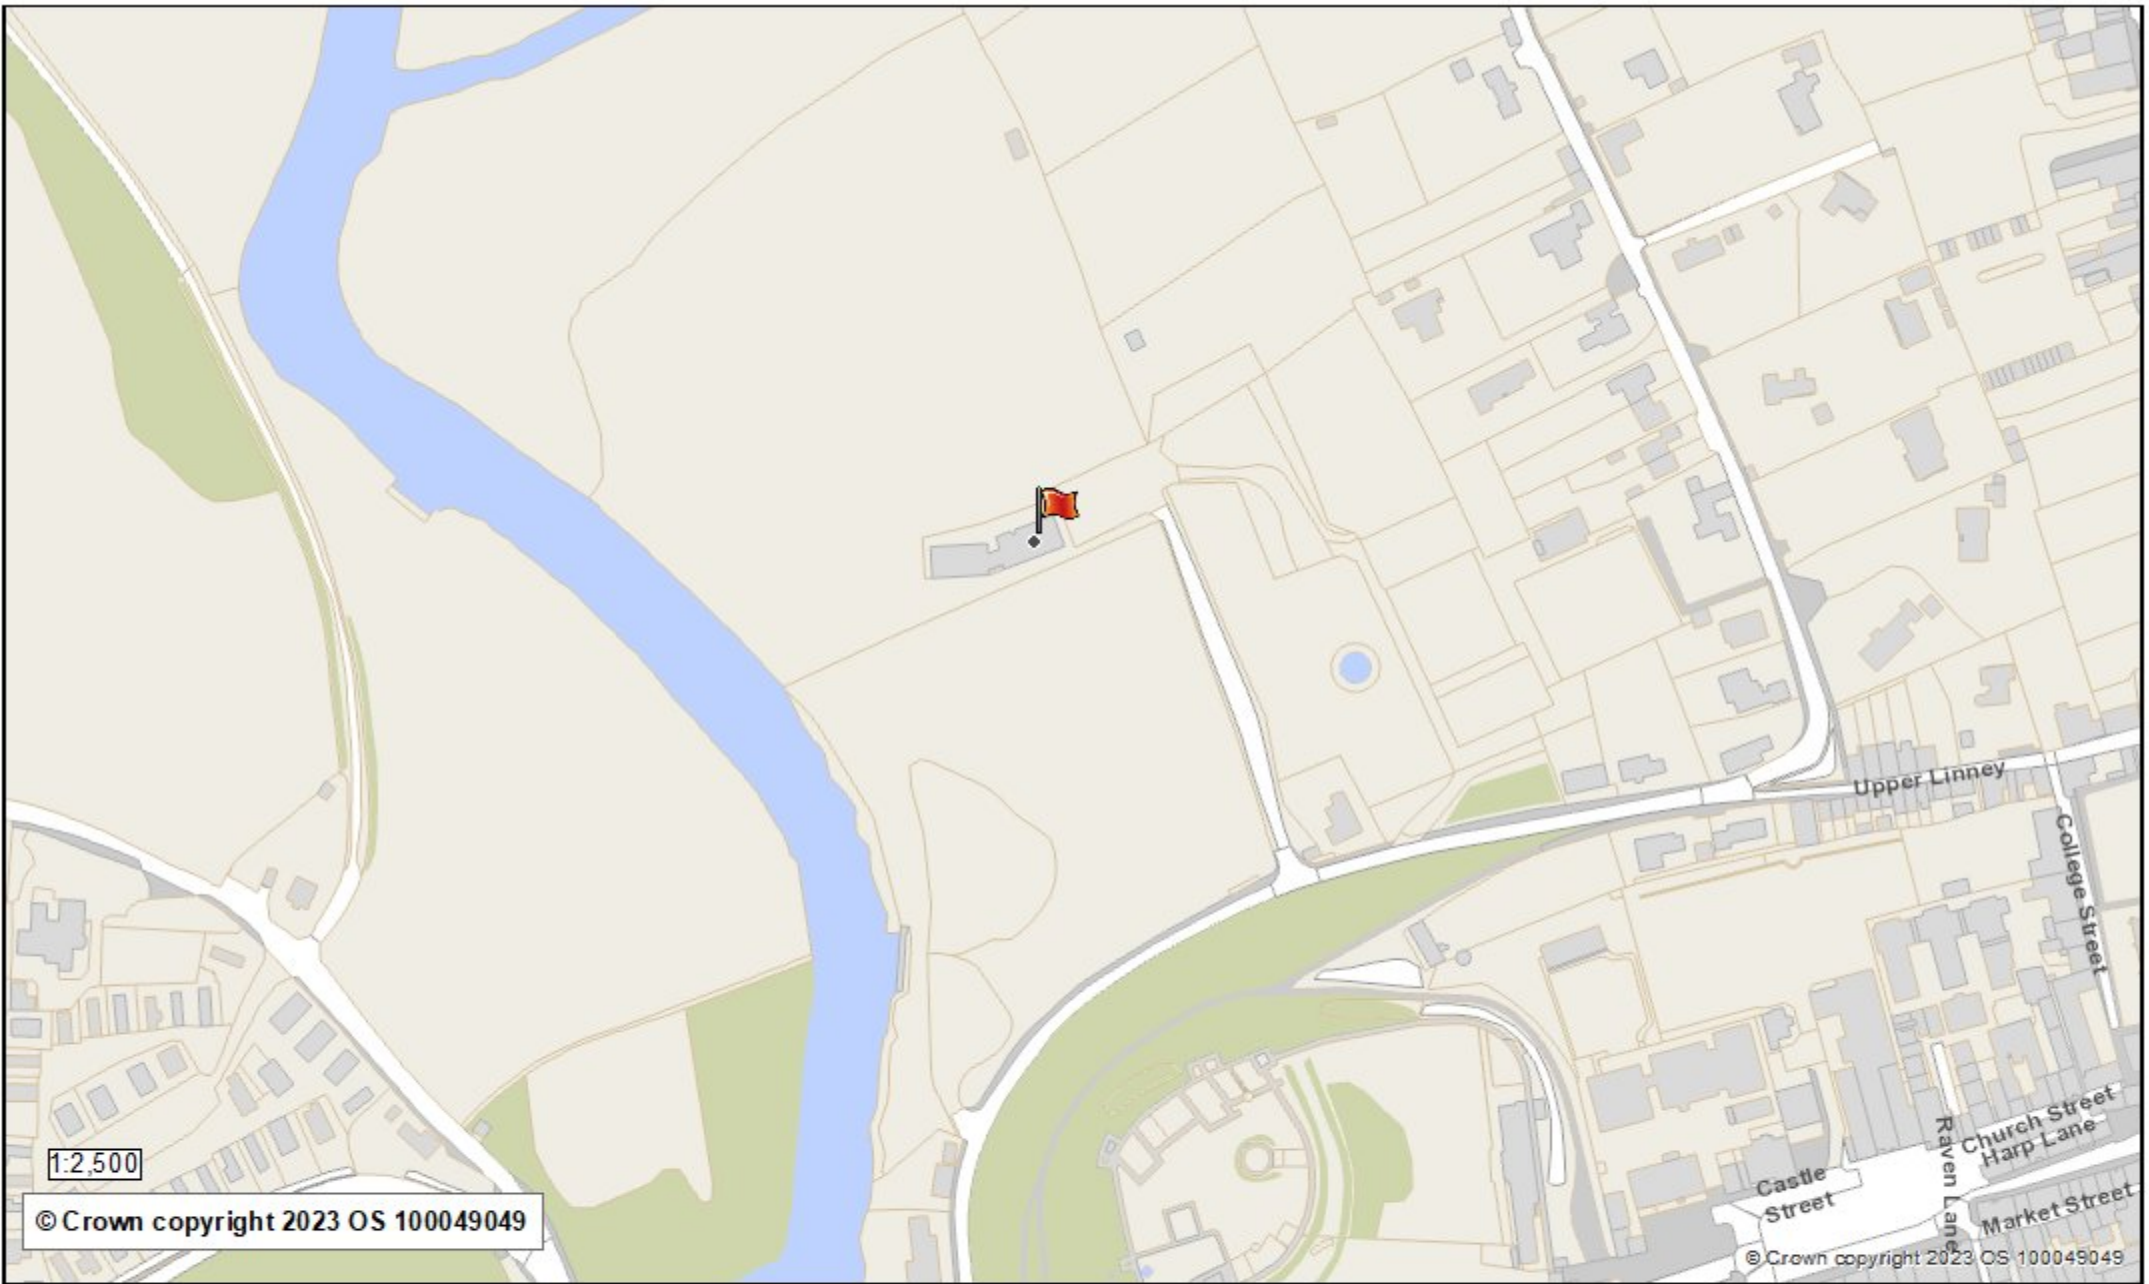 Upper Linney
College Street
Church Street
Harp Lane
Raven Lane
Castle
Street
Market Street
1:2,500
© Crown copyright 2023 OS 100049049
© Crown copyright 2023 OS 100049049